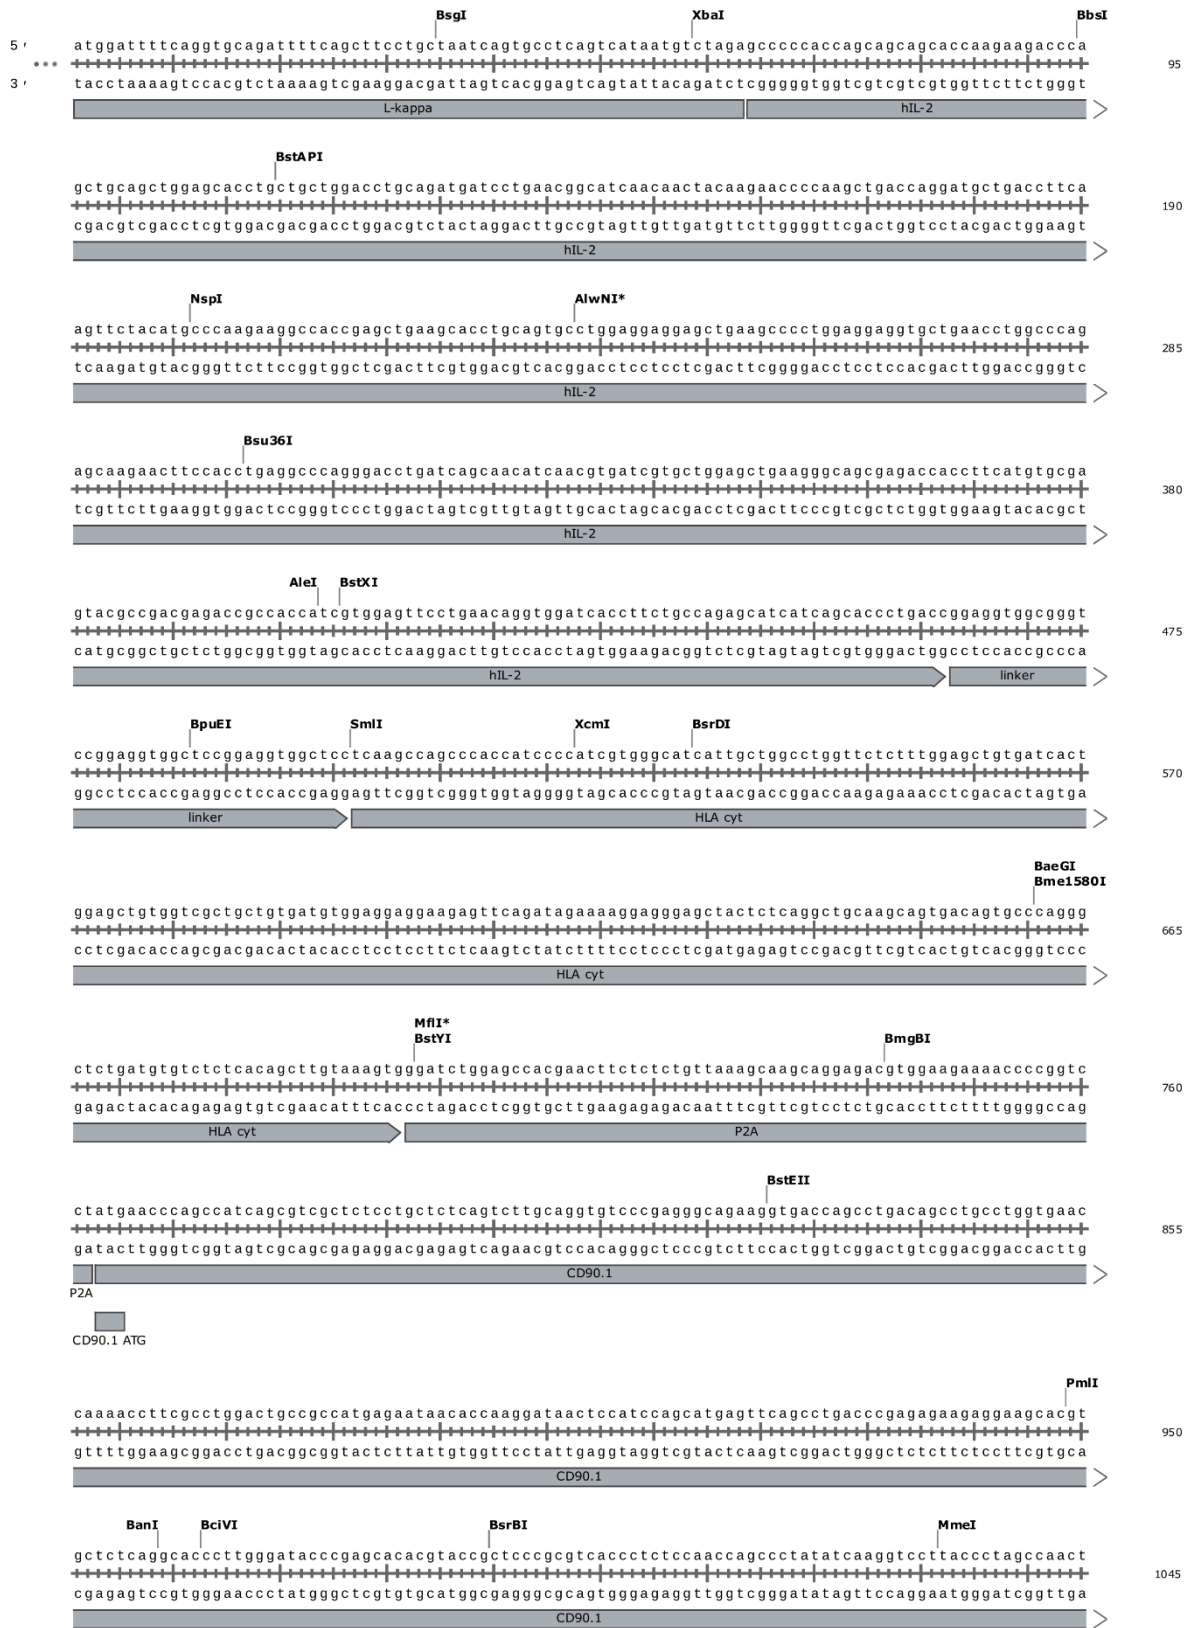 BsgI XbaI BbsI
5 ' atggattttcaggtgcagattttcagcttcctgctaatcagtgcctcagtcataatgtctagagcccccaccagcagcagcaccaagaagaccca
95
3 ' tacctaaaagtccacgtctaaaagtcgaaggacgattagtcacggagtcagtattacagatctcgggggtggtcgtcgtcgtggttcttctgggt
L-kappa hIL-2
BstAPI
gctgcagctggagcacctgctgctggacctgcagatgatcctgaacggcatcaacaactacaagaaccccaagctgaccaggatgctgaccttca
190
cgacgtcgacctcgtggacgacgacctggacgtctactaggacttgccgtagttgttgatgttcttggggttcgactggtcctacgactggaagt
hIL-2
NspI AlwNI*
agttctacatgcccaagaaggccaccgagctgaagcacctgcagtgcctggaggaggagctgaagcccctggaggaggtgctgaacctggcccag
285
tcaagatgtacgggttcttccggtggctcgacttcgtggacgtcacggacctcctcctcgacttcggggacctcctccacgacttggaccgggtc
hIL-2
Bsu36I
agcaagaacttccacctgaggcccagggacctgatcagcaacatcaacgtgatcgtgctggagctgaagggcagcgagaccaccttcatgtgcga
380
tcgttcttgaaggtggactccgggtccctggactagtcgttgtagttgcactagcacgacctcgacttcccgtcgctctggtggaagtacacgct
hIL-2
AleI BstXI
gtacgccgacgagaccgccaccatcgtggagttcctgaacaggtggatcaccttctgccagagcatcatcagcaccctgaccggaggtggcgggt
475
catgcggctgctctggcggtggtagcacctcaaggacttgtccacctagtggaagacggtctcgtagtagtcgtgggactggcctccaccgccca
hIL-2 linker
BpuEI SmlI XcmI BsrDI
ccggaggtggctccggaggtggctcctcaagccagcccaccatccccatcgtgggcatcattgctggcctggttctctttggagctgtgatcact
570
ggcctccaccgaggcctccaccgaggagttcggtcgggtggtaggggtagcacccgtagtaacgaccggaccaagagaaacctcgacactagtga
linker HLA cyt
BaeGI
Bme1580I
ggagctgtggtcgctgctgtgatgtggaggaggaagagttcagatagaaaaggagggagctactctcaggctgcaagcagtgacagtgcccaggg
665
cctcgacaccagcgacgacactacacctcctccttctcaagtctatcttttcctccctcgatgagagtccgacgttcgtcactgtcacgggtccc
HLA cyt
MflI*
BstYI BmgBI
ctctgatgtgtctctcacagcttgtaaagtgggatctggagccacgaacttctctctgttaaagcaagcaggagacgtggaagaaaaccccggtc
760
gagactacacagagagtgtcgaacatttcaccctagacctcggtgcttgaagagagacaatttcgttcgtcctctgcaccttcttttggggccag
HLA cyt P2A
BstEII
ctatgaacccagccatcagcgtcgctctcctgctctcagtcttgcaggtgtcccgagggcagaaggtgaccagcctgacagcctgcctggtgaac
855
gatacttgggtcggtagtcgcagcgagaggacgagagtcagaacgtccacagggctcccgtcttccactggtcggactgtcggacggaccacttg
CD90.1
P2A
CD90.1 ATG
PmlI
caaaaccttcgcctggactgccgccatgagaataacaccaaggataactccatccagcatgagttcagcctgacccgagagaagaggaagcacgt
950
gttttggaagcggacctgacggcggtactcttattgtggttcctattgaggtaggtcgtactcaagtcggactgggctctcttctccttcgtgca
CD90.1
BanI BciVI BsrBI MmeI
gctctcaggcacccttgggatacccgagcacacgtaccgctcccgcgtcaccctctccaaccagccctatatcaaggtccttaccctagccaact
1045
cgagagtccgtgggaaccctatgggctcgtgtgcatggcgagggcgcagtgggagaggttggtcgggatatagttccaggaatgggatcggttga
CD90.1